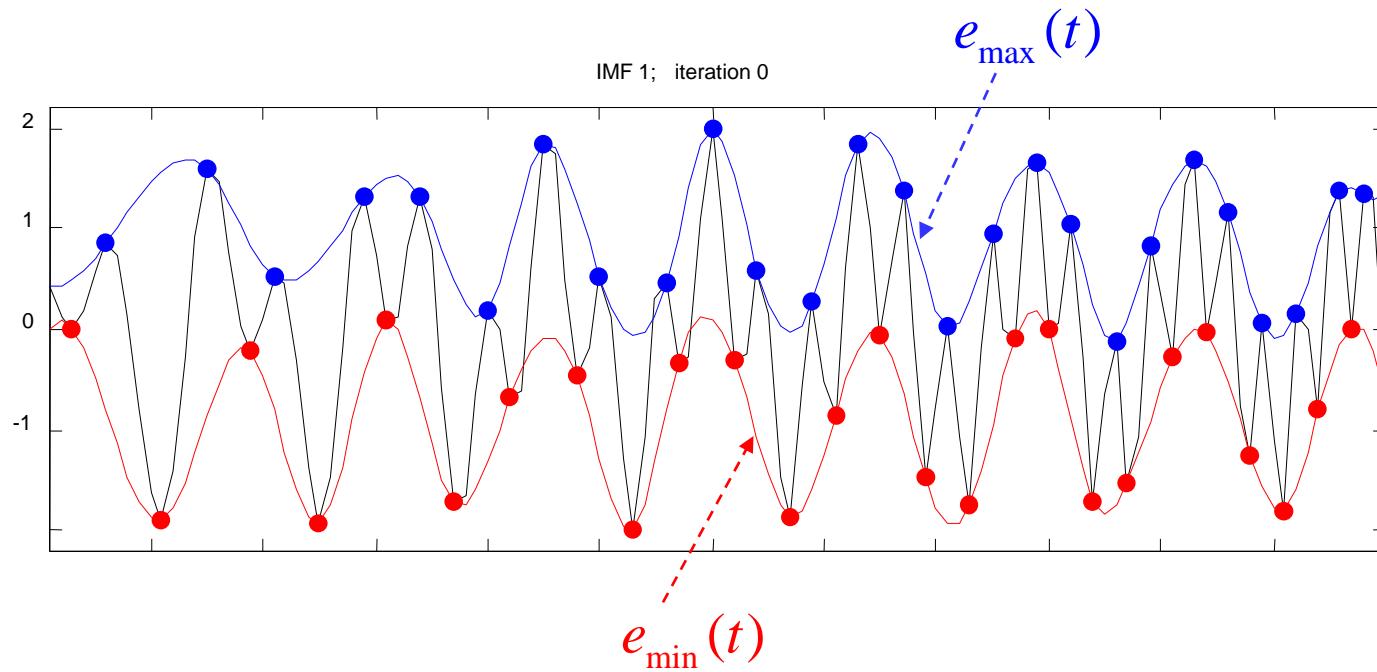 e_max (t)
IMF 1;   iteration 0
2
1
0
-1
e_min (t)